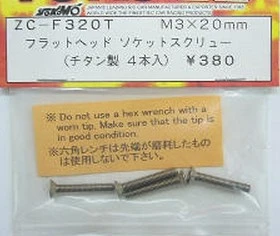 YOKOMO
ZC-F320T M3×20mm
フラットヘッド ソケットスクリュー
(チタン製 4本入) ¥380
※ Do not use a hex wrench with a
worn tip. Make sure that the tip is
in good condition.
※六角レンチは先端が磨耗したもの
は使用しないで下さい。